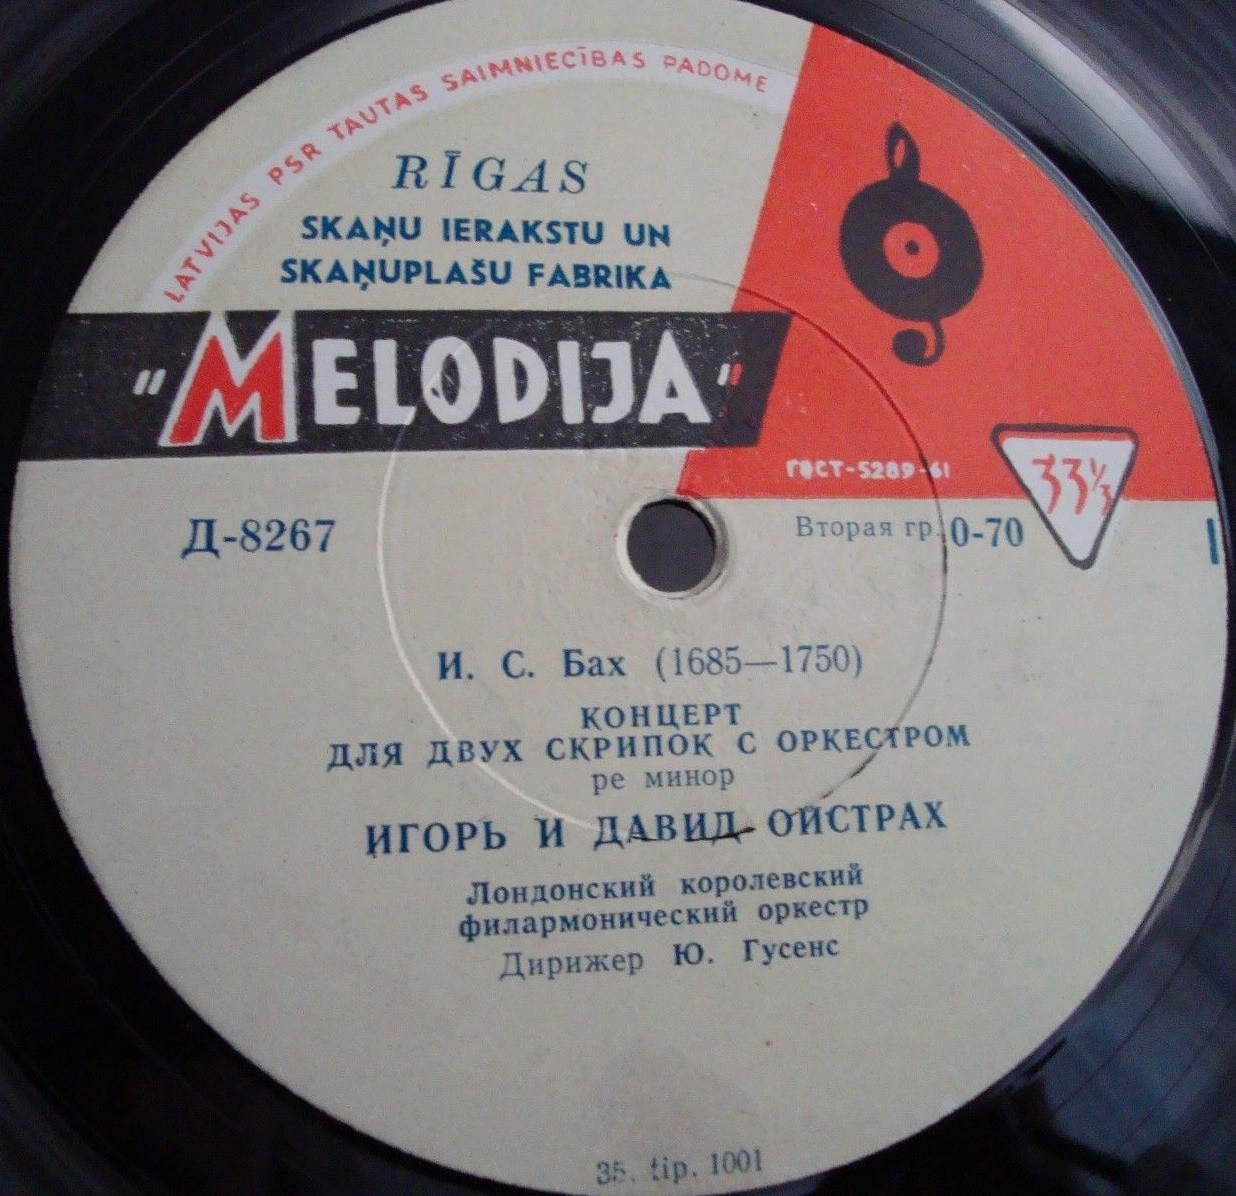 LATVIJAS PSR TAUTAS SAIMNIECĪBAS PADOME
RĪGAS
SKAŅU IERAKSTU UN
SKAŅUPLAŠU FABRIKA
"MELODIJA"
ГОСТ-5289-61
33⅓
Д-8267
Вторая гр. 0-70
И. С. Бах (1685—1750)
КОНЦЕРТ
ДЛЯ ДВУХ СКРИПОК С ОРКЕСТРОМ
ре минор
ИГОРЬ И ДАВИД ОЙСТРАХ
Лондонский королевский
филармонический оркестр
Дирижер Ю. Гусенс
35. tip. 1001